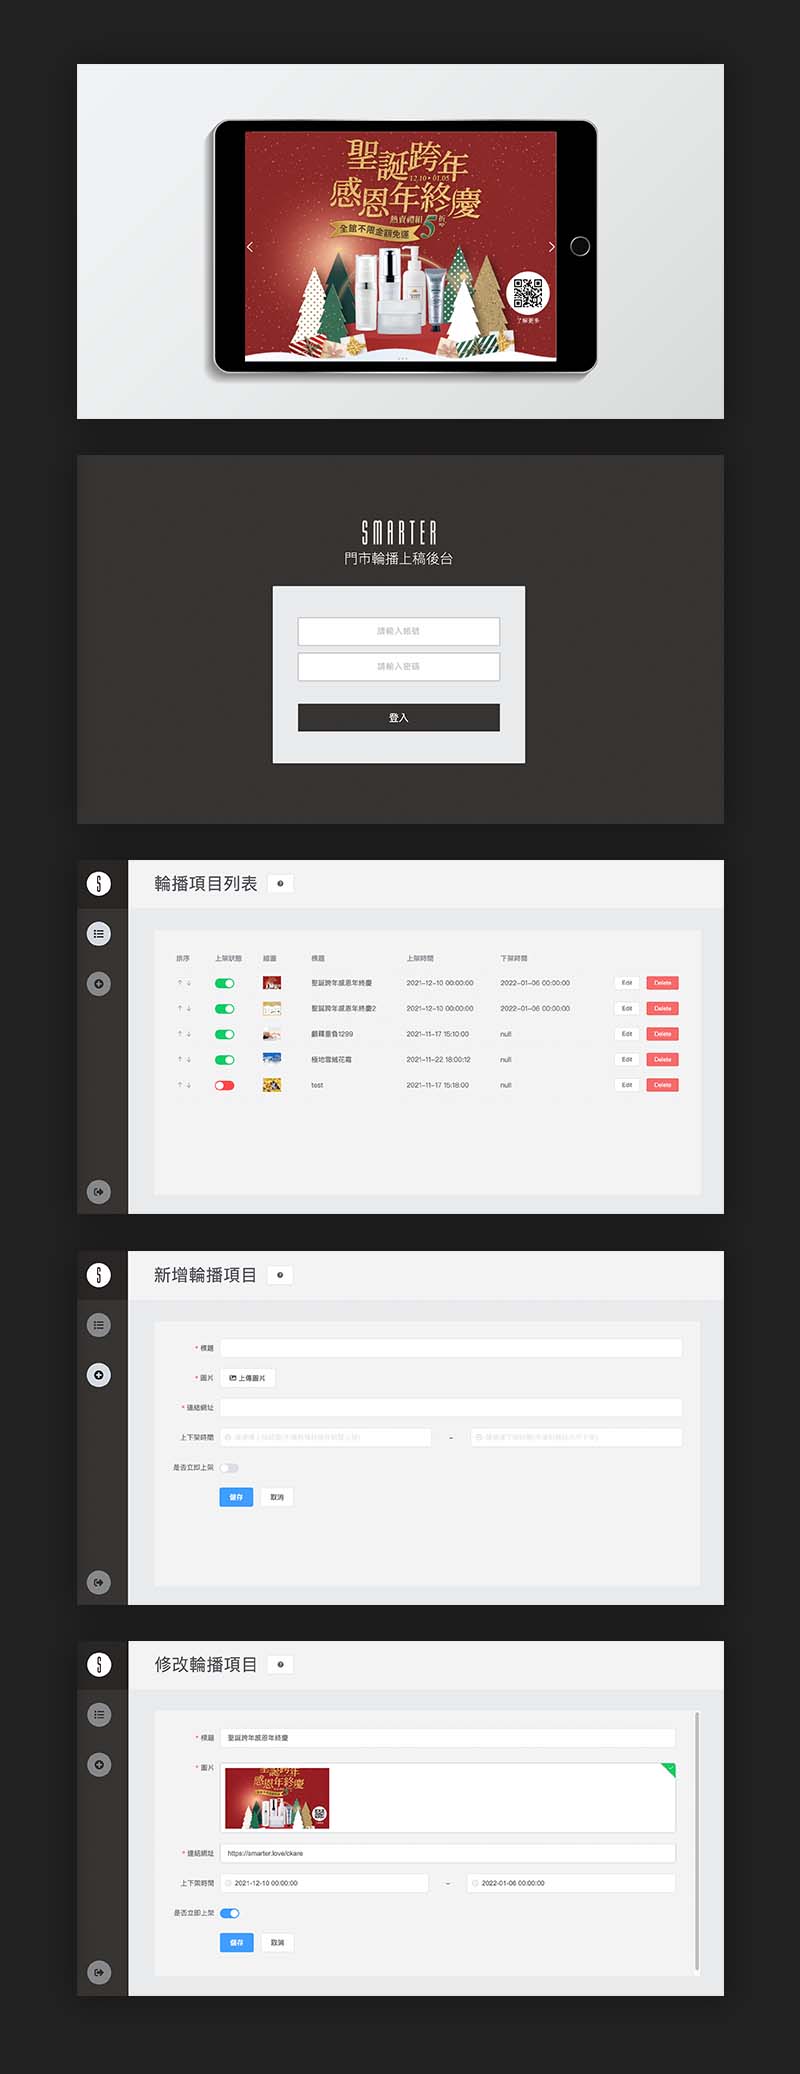 聖誕跨年
12.10 - 01.05
感恩年終慶
熱賣禮組5折
全館不限金額免運
了解更多
SMARTER
門市輪播上稿後台
請輸入帳號
請輸入密碼
登入
S
輪播項目列表
排序 上架狀態 縮圖 標題 上架時間 下架時間
↑ ↓ 聖誕跨年感恩年終慶 2021-12-10 00:00:00 2022-01-06 00:00:00 Edit Delete
↑ ↓ 聖誕跨年感恩年終慶2 2021-12-10 00:00:00 2022-01-06 00:00:00 Edit Delete
↑ ↓ 1299 2021-11-17 15:10:00 null Edit Delete
↑ ↓ 極地雪絨花霜 2021-11-22 18:00:12 null Edit Delete
↑ ↓ test 2021-11-17 15:18:00 null Edit Delete
S
新增輪播項目
* 標題
* 圖片 上傳圖片
* 連結網址
上下架時間 -
是否立即上架
儲存 取消
S
修改輪播項目
* 標題 聖誕跨年感恩年終慶
* 圖片
聖誕跨年
感恩年終慶
* 連結網址 https://smarter.love/ckare
上下架時間 2021-12-10 00:00:00 - 2022-01-06 00:00:00
是否立即上架
儲存 取消